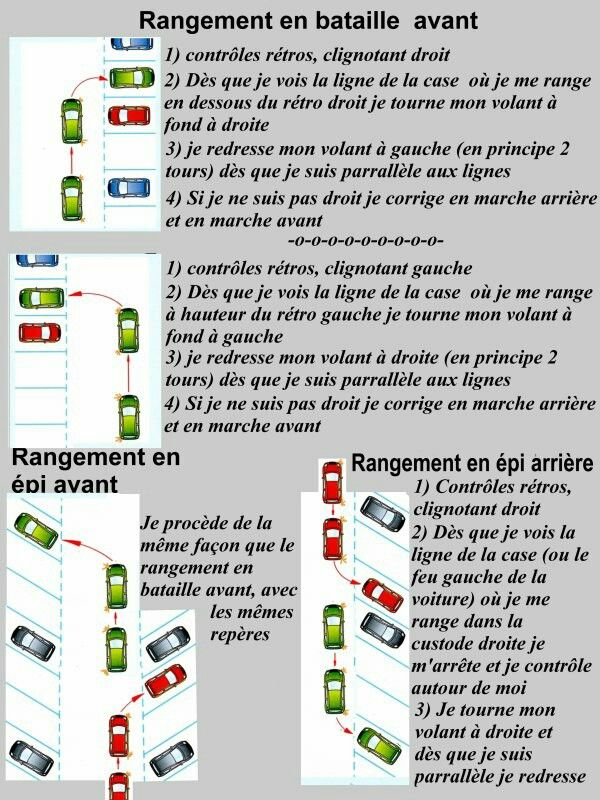 Rangement en bataille avant
1) contrôles rétros, clignotant droit
2) Dès que je vois la ligne de la case où je me range
en dessous du rétro droit je tourne mon volant à
fond à droite
3) je redresse mon volant à gauche (en principe 2
tours) dès que je suis parrallèle aux lignes
4) Si je ne suis pas droit je corrige en marche arrière
et en marche avant
-o-o-o-o-o-o-o-o-o-
1) contrôles rétros, clignotant gauche
2) Dès que je vois la ligne de la case où je me range
à hauteur du rétro gauche je tourne mon volant à
fond à gauche
3) je redresse mon volant à droite (en principe 2
tours) dès que je suis parrallèle aux lignes
4) Si je ne suis pas droit je corrige en marche arrière
et en marche avant
Rangement en
épi avant
Je procède de la
même façon que le
rangement en
bataille avant, avec
les mêmes
repères
Rangement en épi arrière
1) Contrôles rétros,
clignotant droit
2) Dès que je vois la
ligne de la case (ou le
feu gauche de la
voiture) où je me
range dans la
custode droite je
m'arrête et je contrôle
autour de moi
3) Je tourne mon
volant à droite et
dès que je suis
parrallèle je redresse